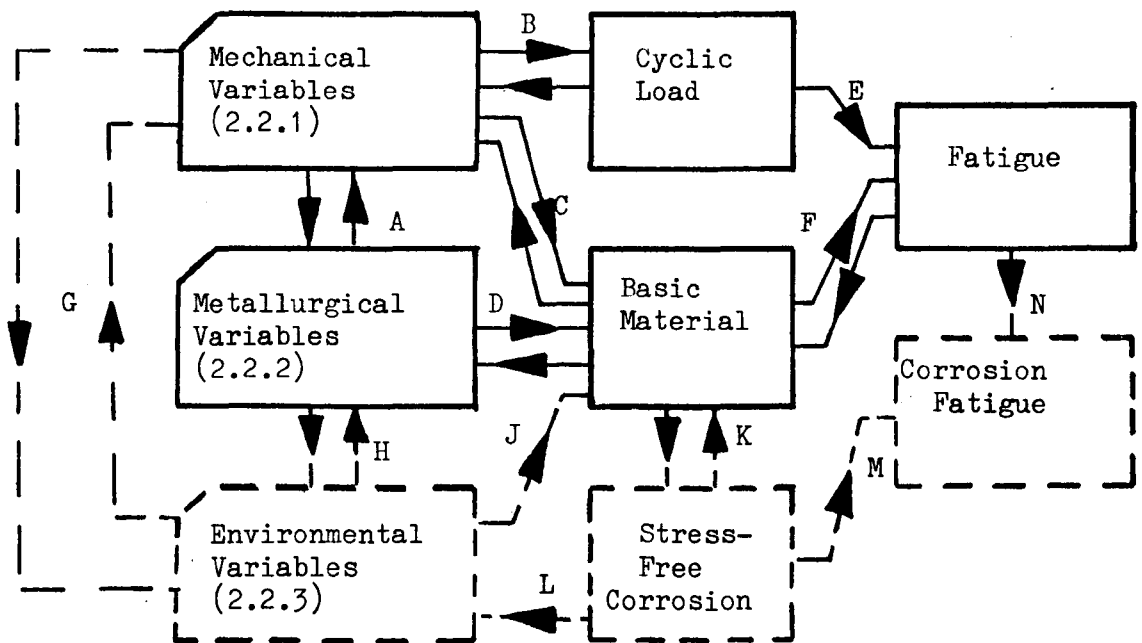 Mechanical
Variables
(2.2.1)
B
Cyclic
Load
E
Fatigue
A
C
F
G
Metallurgical
Variables
(2.2.2)
D
Basic
Material
N
Corrosion
Fatigue
H
J
K
M
Environmental
Variables
(2.2.3)
L
Stress-
Free
Corrosion